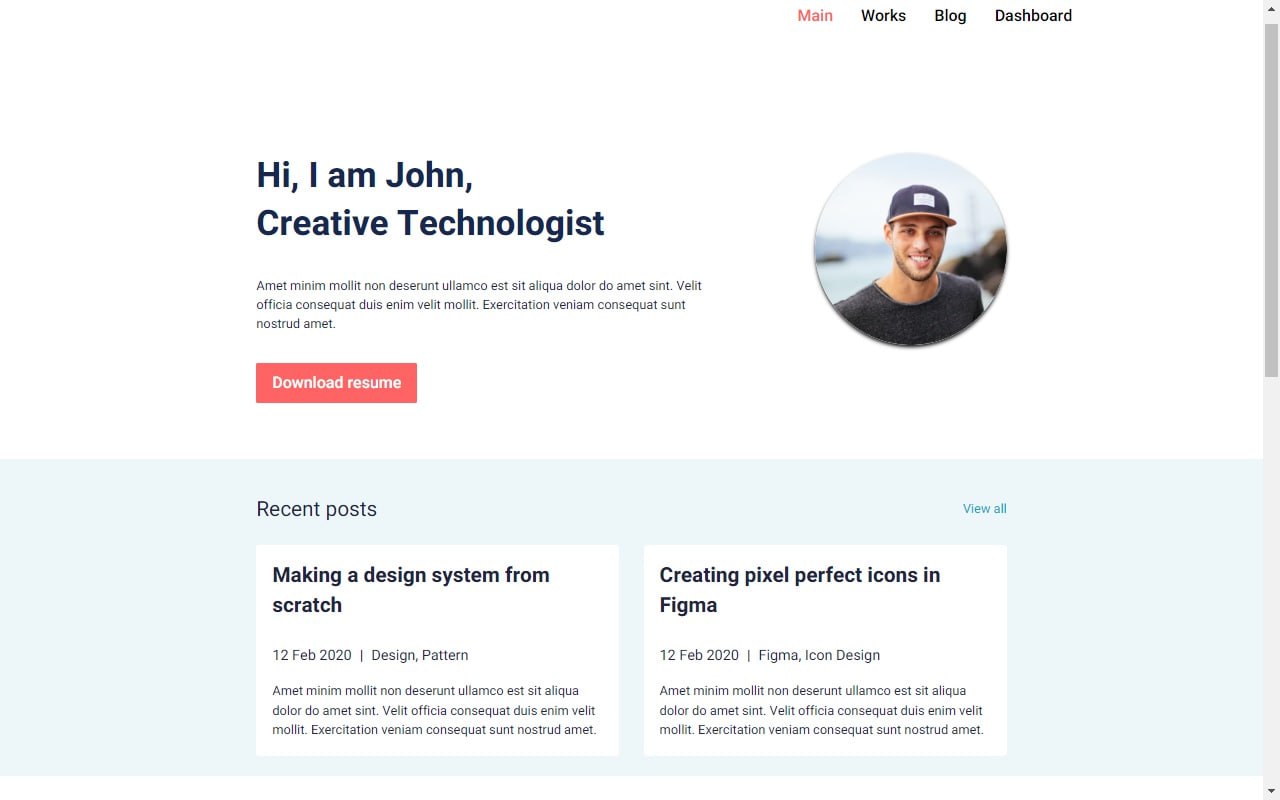 Main Works Blog Dashboard
Hi, I am John,
Creative Technologist
Amet minim mollit non deserunt ullamco est sit aliqua dolor do amet sint. Velit
officia consequat duis enim velit mollit. Exercitation veniam consequat sunt
nostrud amet.
Download resume
Recent posts
View all
Making a design system from
scratch
12 Feb 2020 | Design, Pattern
Amet minim mollit non deserunt ullamco est sit aliqua
dolor do amet sint. Velit officia consequat duis enim velit
mollit. Exercitation veniam consequat sunt nostrud amet.
Creating pixel perfect icons in
Figma
12 Feb 2020 | Figma, Icon Design
Amet minim mollit non deserunt ullamco est sit aliqua
dolor do amet sint. Velit officia consequat duis enim velit
mollit. Exercitation veniam consequat sunt nostrud amet.